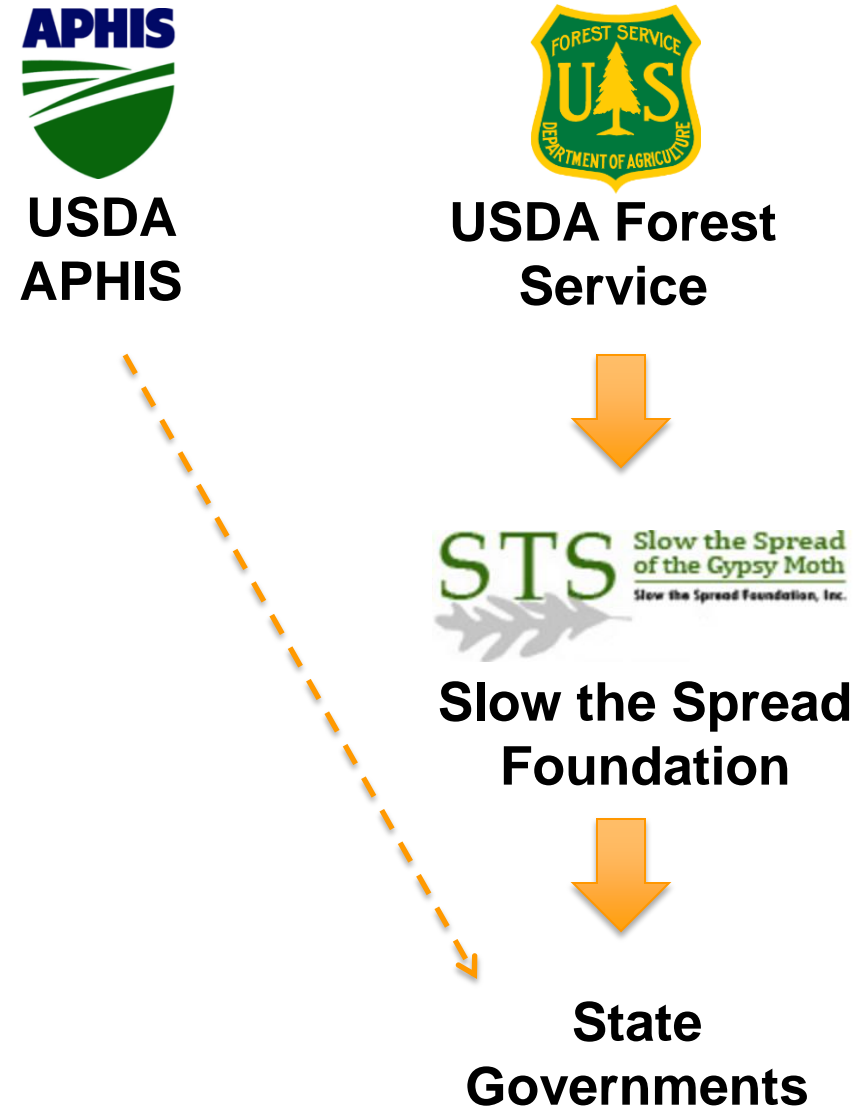 APHIS
USDA
APHIS
FOREST SERVICE
U S
DEPARTMENT OF AGRICULTURE
USDA Forest
Service
STS
Slow the Spread
of the Gypsy Moth
Slow the Spread Foundation, Inc.
Slow the Spread
Foundation
State
Governments